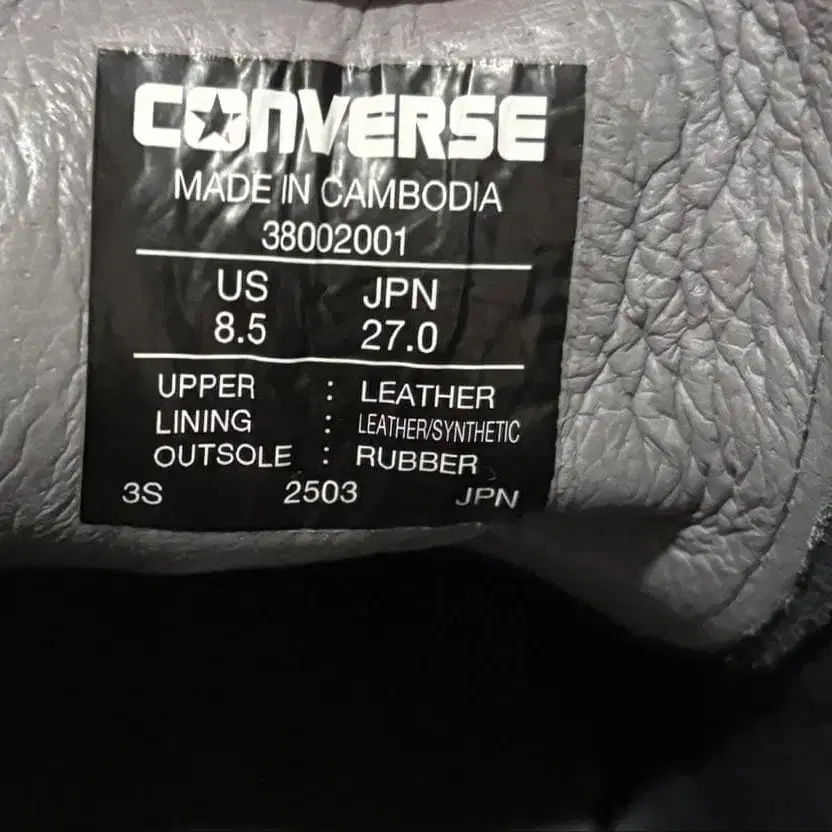 CONVERSE
MADE IN CAMBODIA
38002001
US JPN
8.5 27.0
UPPER : LEATHER
LINING : LEATHER/SYNTHETIC
OUTSOLE : RUBBER
3S 2503 JPN